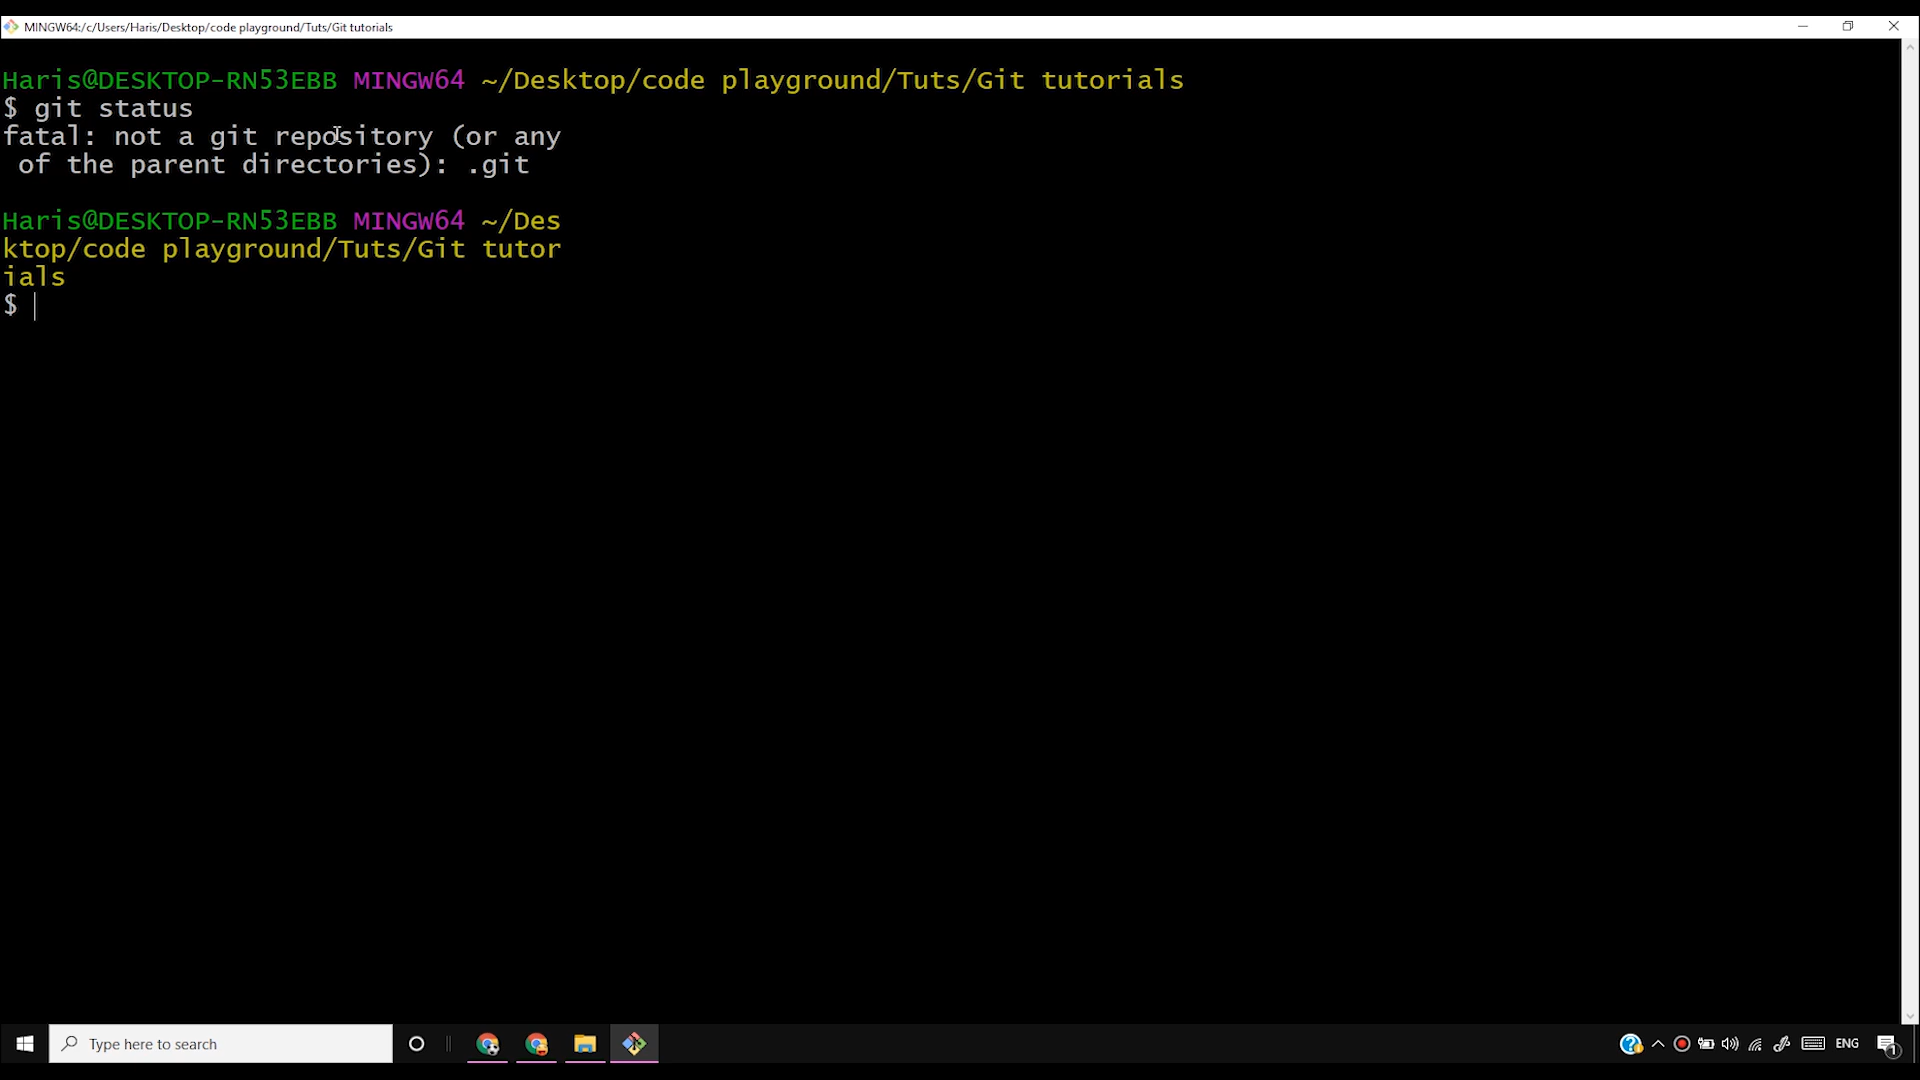 MINGW64:/c/Users/Haris/Desktop/code playground/Tuts/Git tutorials
Haris@DESKTOP-RN53EBB MINGW64 ~/Desktop/code playground/Tuts/Git tutorials
$ git status
fatal: not a git repository (or any
 of the parent directories): .git
Haris@DESKTOP-RN53EBB MINGW64 ~/Des
ktop/code playground/Tuts/Git tutor
ials
$
Type here to search
ENG
1